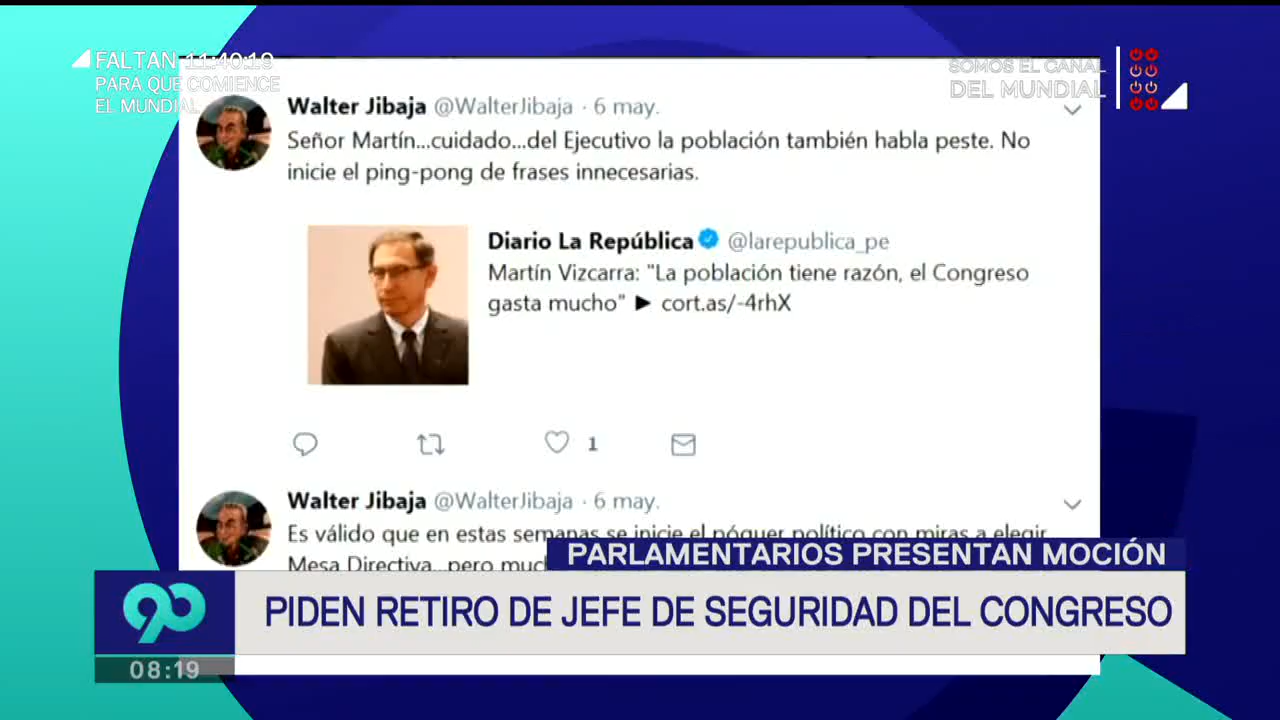 FALTAN 11:40:19
PARA QUE COMIENCE
EL MUNDIAL
SOMOS EL CANAL
DEL MUNDIAL
Walter Jibaja @WalterJibaja · 6 may.
Señor Martín...cuidado...del Ejecutivo la población también habla peste. No
inicie el ping-pong de frases innecesarias.
Diario La República @larepublica_pe
Martín Vizcarra: "La población tiene razón, el Congreso
gasta mucho" ► cort.as/-4rhX
1
Walter Jibaja @WalterJibaja · 6 may.
Es válido que en estas semanas se inicie el póquer político con miras a elegir
Mesa Directiva...pero
PARLAMENTARIOS PRESENTAN MOCIÓN
90
PIDEN RETIRO DE JEFE DE SEGURIDAD DEL CONGRESO
08:19